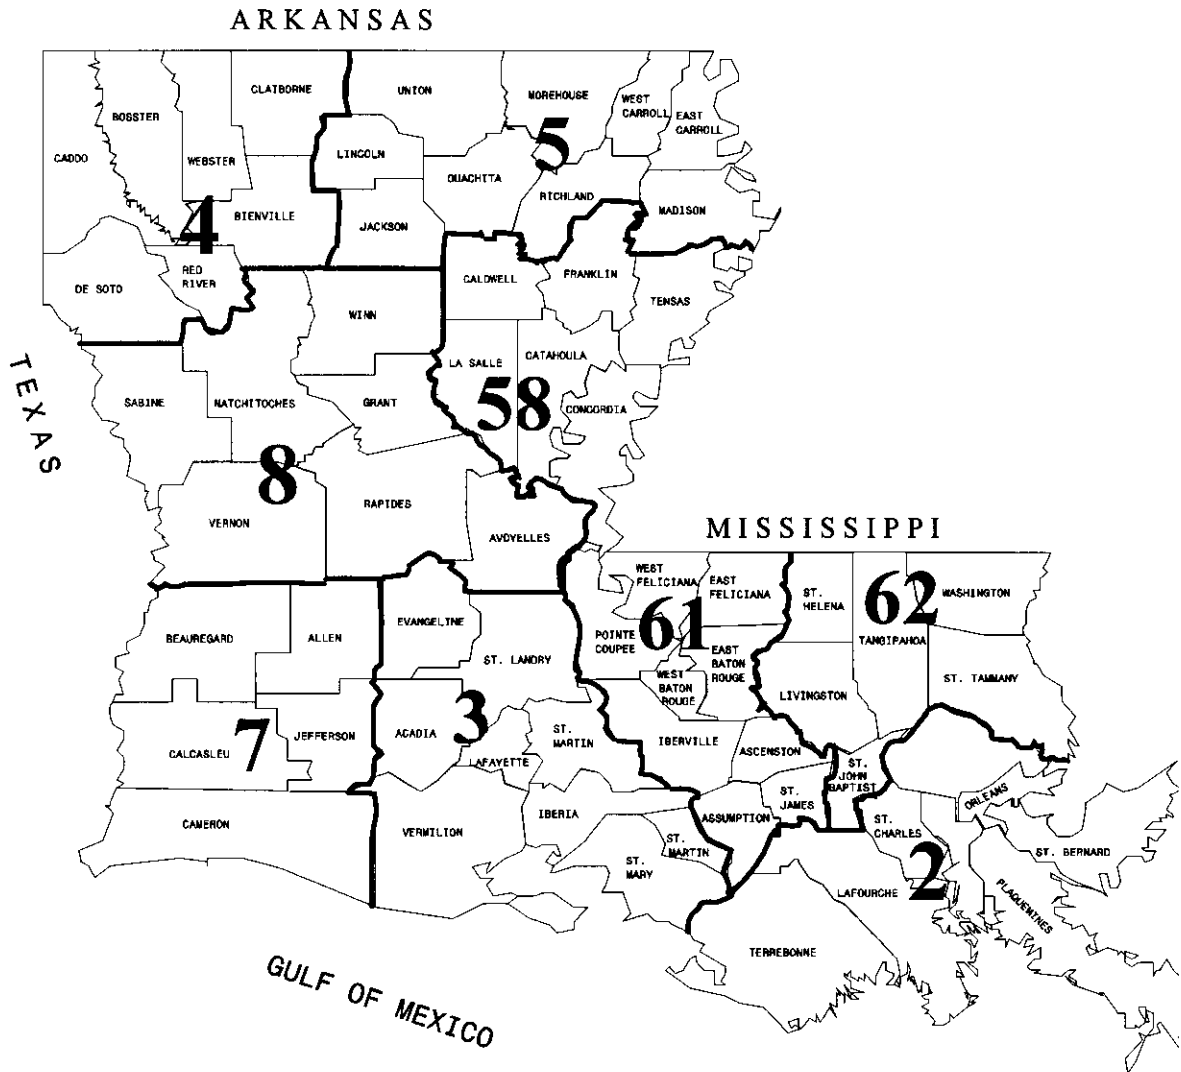 ARKANSAS
CLAIBORNE
UNION
MOREHOUSE
WEST
CARROLL
EAST
CARROLL
BOSSTER
CADDO
WEBSTER
LINCOLN
5
OUACHITA
RICHLAND
MADISON
4
BIENVILLE
JACKSON
RED
RIVER
DE SOTO
CALDWELL
FRANKLIN
TENSAS
WINN
TEXAS
LA SALLE
CATAHOULA
SABINE
NATCHITOCHES
GRANT
58
CONCORDIA
8
VERNON
RAPIDES
AVOYELLES
MISSISSIPPI
WEST
FELICIANA
EAST
FELICIANA
ST.
HELENA
62
WASHINGTON
BEAUREGARD
ALLEN
EVANGELINE
POINTE
COUPEE
61
TANGIPAHOA
ST. LANDRY
EAST
BATON
ROUGE
WEST
BATON
ROUGE
LIVINGSTON
ST. TAMMANY
CALCASLEU
7
JEFFERSON
ACADIA
3
LAFAYETTE
ST.
MARTIN
IBERVILLE
ASCENSTON
ST.
JOHN
BAPTIST
CAMERON
VERMILION
IBERIA
ASSUMPTION
ST.
JAMES
ST.
CHARLES
ORLEANS
ST.
MARTIN
ST.
MARY
ST. BERNARD
LAFOURCHE
2
PLAQUEMINES
TERREBONNE
GULF OF MEXICO